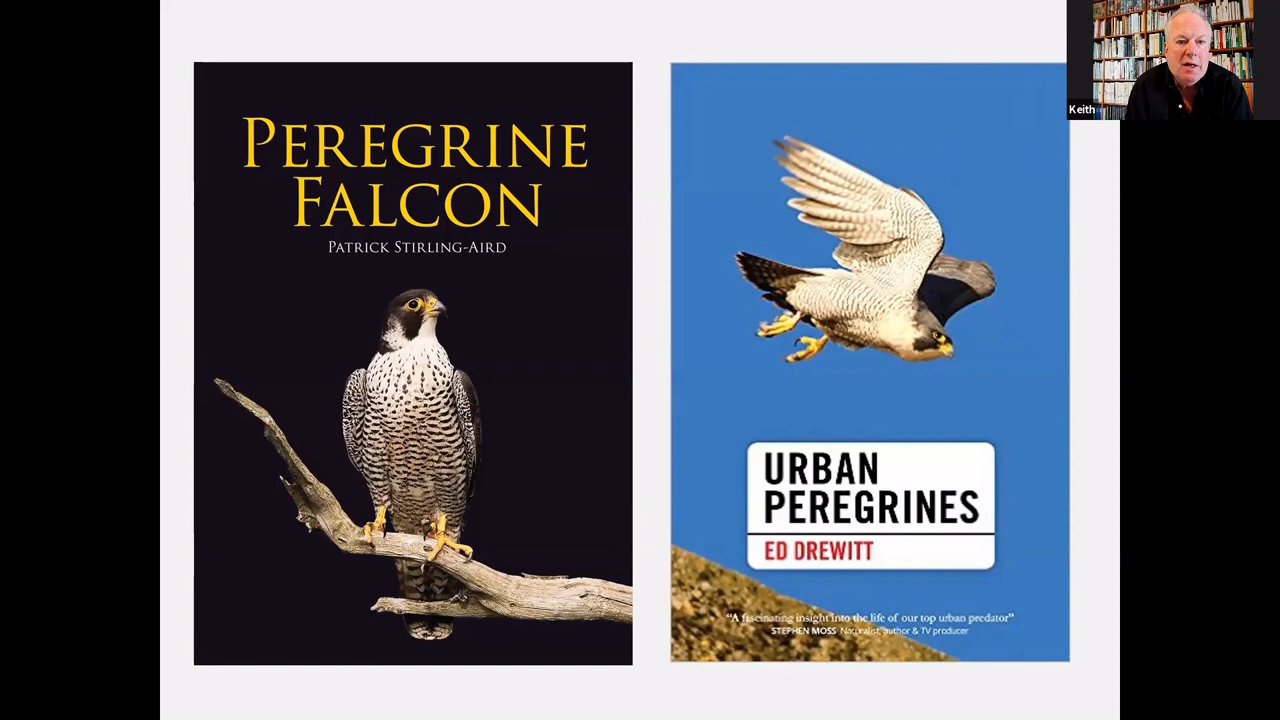 PEREGRINE
FALCON
PATRICK STIRLING-AIRD
URBAN
PEREGRINES
ED DREWITT
"A fascinating insight into the life of our top urban predator"
STEPHEN MOSS Naturalist, author & TV producer
Keith